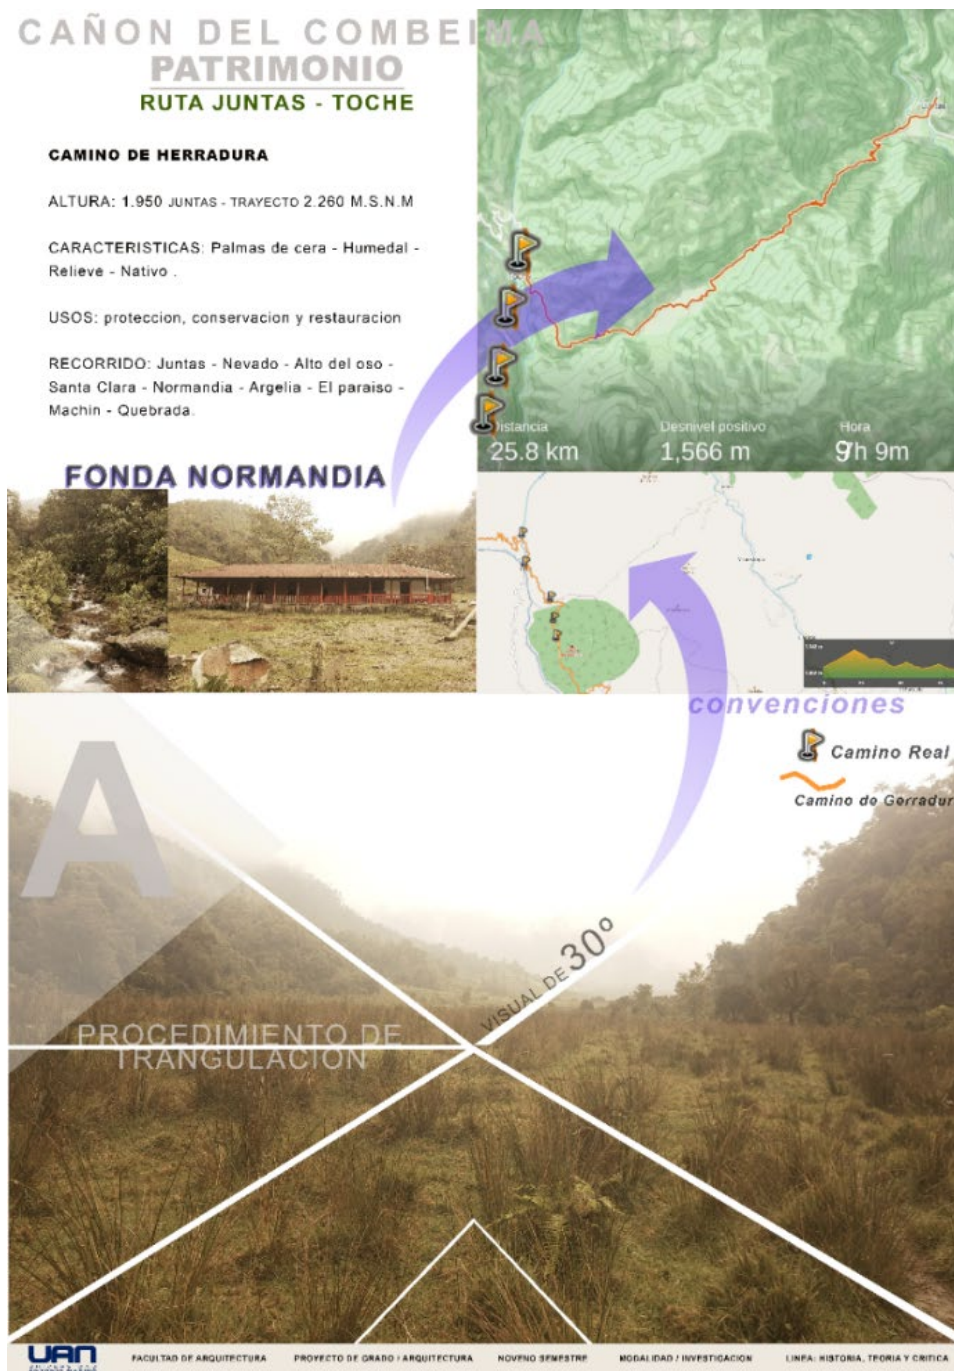 CAÑON DEL COMBEIMA
PATRIMONIO
RUTA JUNTAS - TOCHE
CAMINO DE HERRADURA
ALTURA: 1.950 JUNTAS - TRAYECTO 2.260 M.S.N.M
CARACTERISTICAS: Palmas de cera - Humedal -
Relieve - Nativo .
USOS: proteccion, conservacion y restauracion
RECORRIDO: Juntas - Nevado - Alto del oso -
Santa Clara - Normandia - Argelia - El paraiso -
Machin - Quebrada.
Distancia
Desnivel positivo
Hora
25.8 km
1,566 m
7h 9m
FONDA NORMANDIA
convenciones
Camino Real
Camino de Gerradur
A
VISUAL DE 30º
PROCEDIMIENTO DE
TRANGULACION
UAN
FACULTAD DE ARQUITECTURA
PROYECTO DE GRADO / ARQUITECTURA
NOVENO SEMESTRE
MODALIDAD / INVESTIGACION
LINEA: HISTORIA, TEORIA Y CRITICA